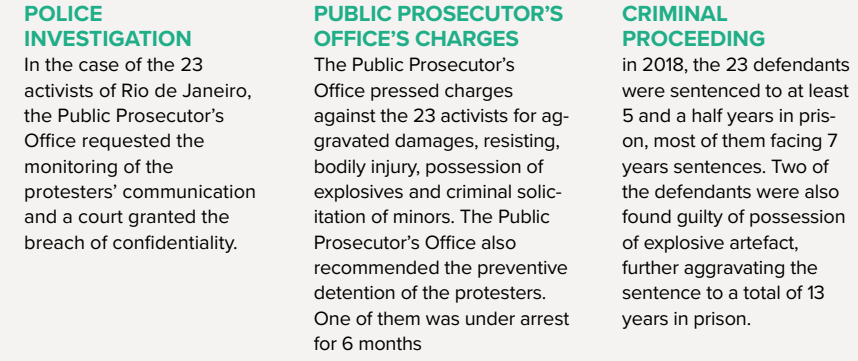 POLICE
INVESTIGATION
In the case of the 23
activists of Rio de Janeiro,
the Public Prosecutor's
Office requested the
monitoring of the
protesters' communication
and a court granted the
breach of confidentiality.
PUBLIC PROSECUTOR'S
OFFICE'S CHARGES
The Public Prosecutor's
Office pressed charges
against the 23 activists for ag-
gravated damages, resisting,
bodily injury, possession of
explosives and criminal solic-
itation of minors. The Public
Prosecutor's Office also
recommended the preventive
detention of the protesters.
One of them was under arrest
for 6 months
CRIMINAL
PROCEEDING
in 2018, the 23 defendants
were sentenced to at least
5 and a half years in pris-
on, most of them facing 7
years sentences. Two of
the defendants were also
found guilty of possession
of explosive artefact,
further aggravating the
sentence to a total of 13
years in prison.